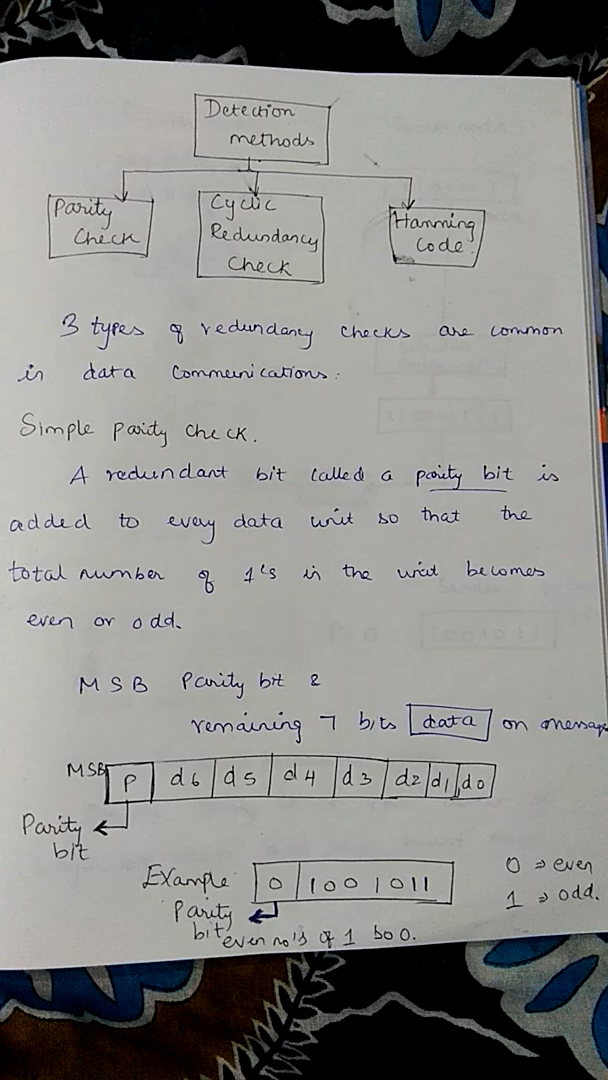 Detection
methods
Parity
Check
Cyclic
Redundancy
Check
Hamming
Code.
3 types of redundancy checks are common
in data Communications.
Simple parity check.
A redundant bit called a parity bit is
added to every data unit so that the
total number of 1's in the unit becomes
even or odd.
MSB Parity bit &
remaining 7 bits data on message
MSB P d6 d5 d4 d3 d2 d1 d0
Parity
bit
Example 0 1001011
0 ⇒ even
1 ⇒ odd.
Parity
bit even no's of 1 so 0.